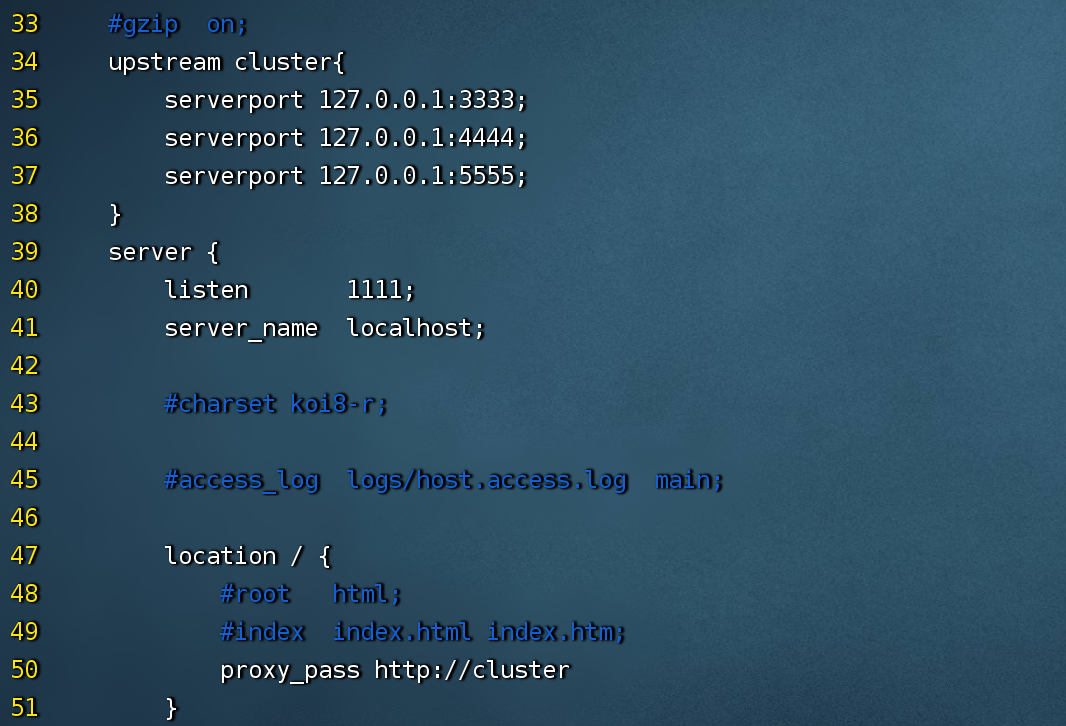 33 #gzip  on;
34 upstream cluster{
35 serverport 127.0.0.1:3333;
36 serverport 127.0.0.1:4444;
37 serverport 127.0.0.1:5555;
38 }
39 server {
40 listen       1111;
41 server_name  localhost;
42
43 #charset koi8-r;
44
45 #access_log  logs/host.access.log  main;
46
47 location / {
48 #root   html;
49 #index  index.html index.htm;
50 proxy_pass http://cluster
51 }